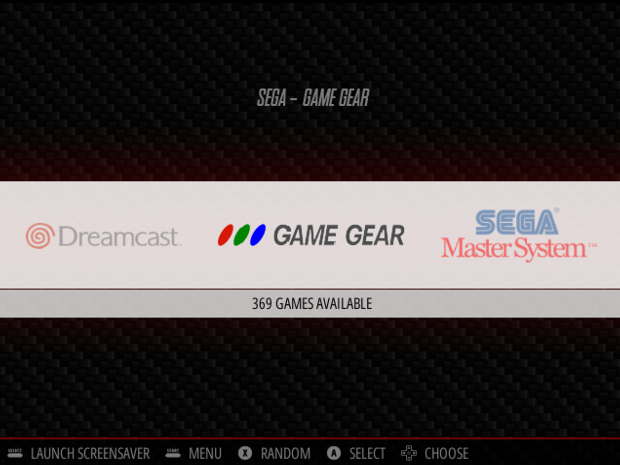 SEGA - GAME GEAR
Dreamcast.
GAME GEAR
SEGA®
Master System™
369 GAMES AVAILABLE
SELECT LAUNCH SCREENSAVER START MENU X RANDOM A SELECT CHOOSE